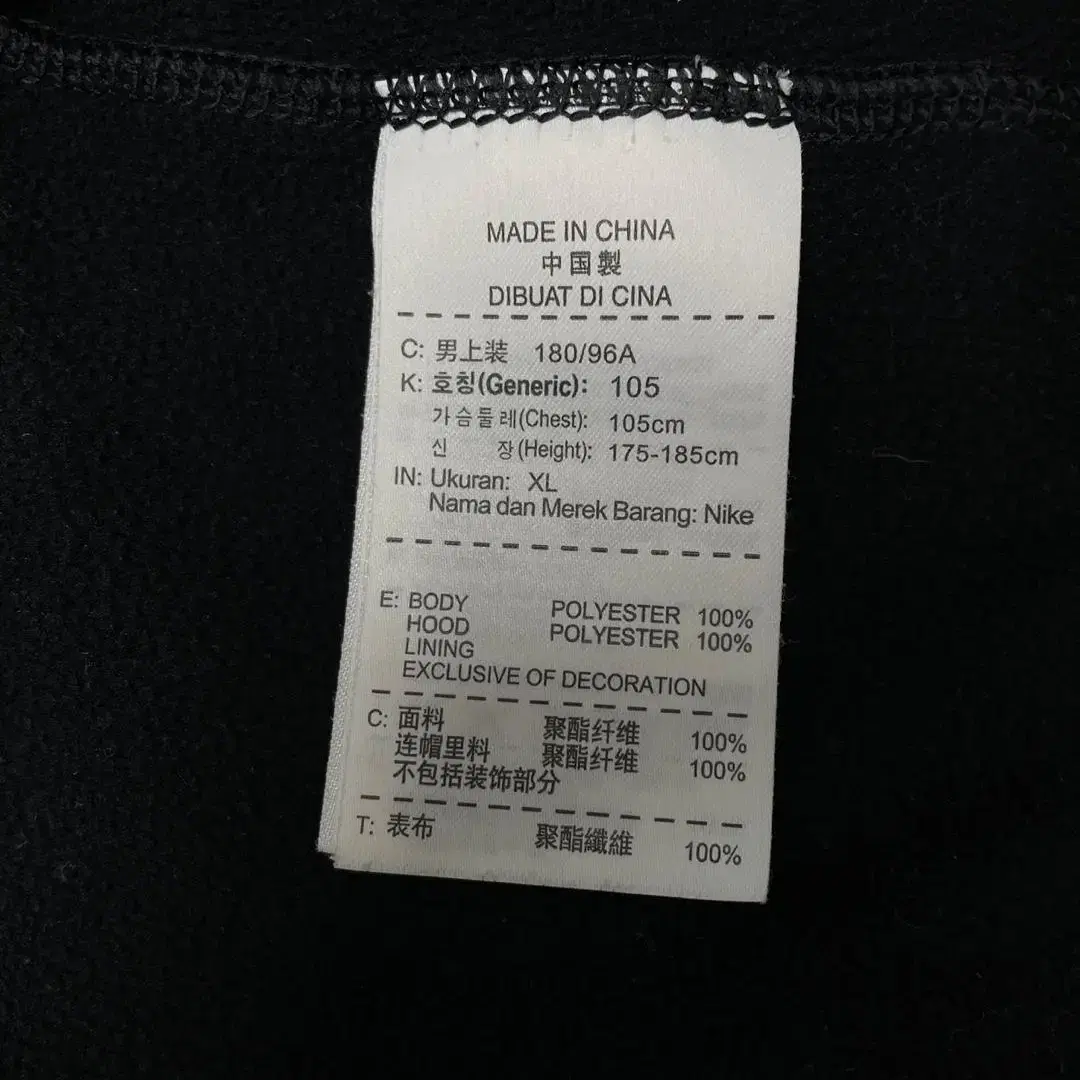 MADE IN CHINA
中国製
DIBUAT DI CINA
C: 男上装 180/96A
K: 호칭(Generic): 105
가슴둘레(Chest): 105cm
신 장(Height): 175-185cm
IN: Ukuran: XL
Nama dan Merek Barang: Nike
E: BODY POLYESTER 100%
HOOD POLYESTER 100%
LINING
EXCLUSIVE OF DECORATION
C: 面料 聚酯纤维 100%
连帽里料 聚酯纤维 100%
不包括装饰部分
T: 表布 聚酯纖維 100%